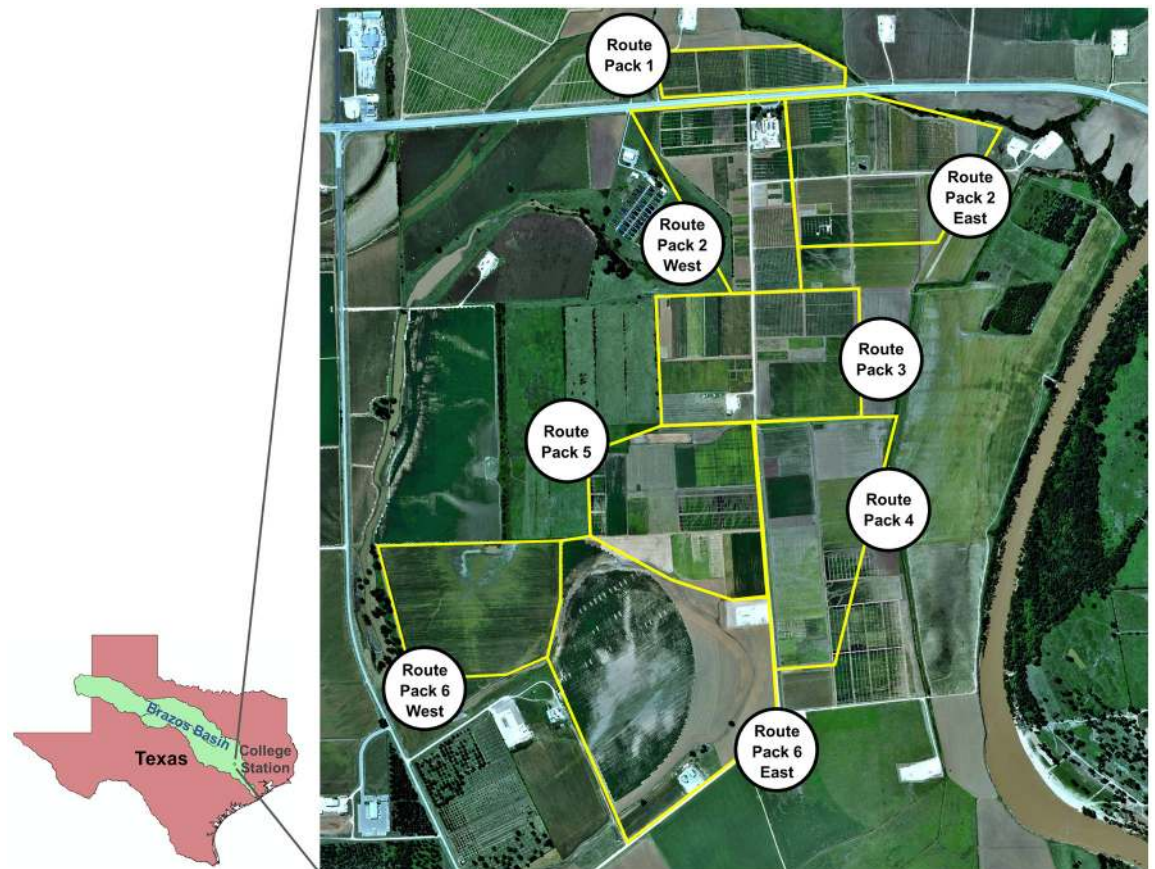 Route
Pack 1
Route
Pack 2
East
Route
Pack 2
West
Route
Pack 3
Route
Pack 5
Route
Pack 4
Route
Pack 6
West
Route
Pack 6
East
Brazos Basin
Texas
College
Station